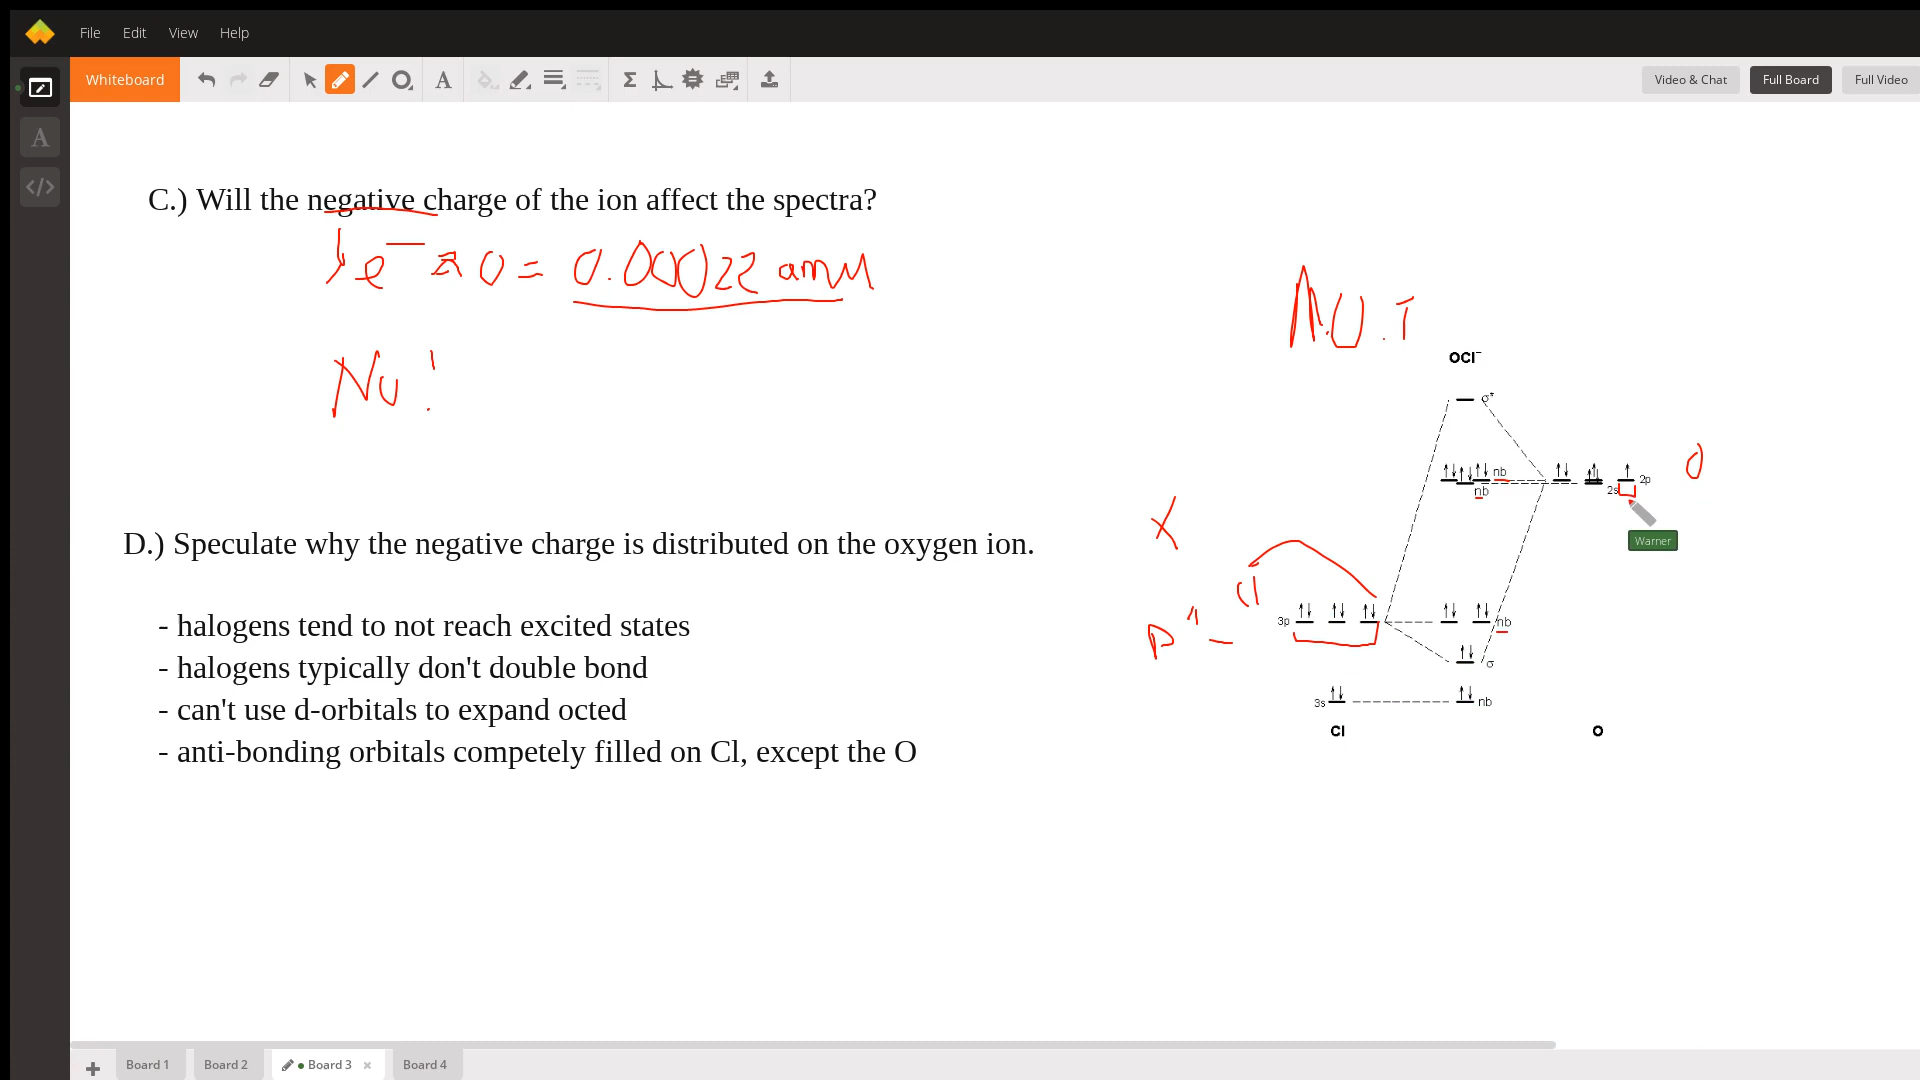 File Edit View Help
Whiteboard
Video & Chat Full Board Full Video
C.) Will the negative charge of the ion affect the spectra?
e⁻ ≈ 0 = 0.00022 amu
No!
M.O.T
OCl⁻
σ*
nb
nb
2s
2p
O
Warner
D.) Speculate why the negative charge is distributed on the oxygen ion.
X
Cl
3p
nb
σ
3s
nb
Cl
O
- halogens tend to not reach excited states
- halogens typically don't double bond
- can't use d-orbitals to expand octed
- anti-bonding orbitals competely filled on Cl, except the O
Board 1 Board 2 Board 3 Board 4